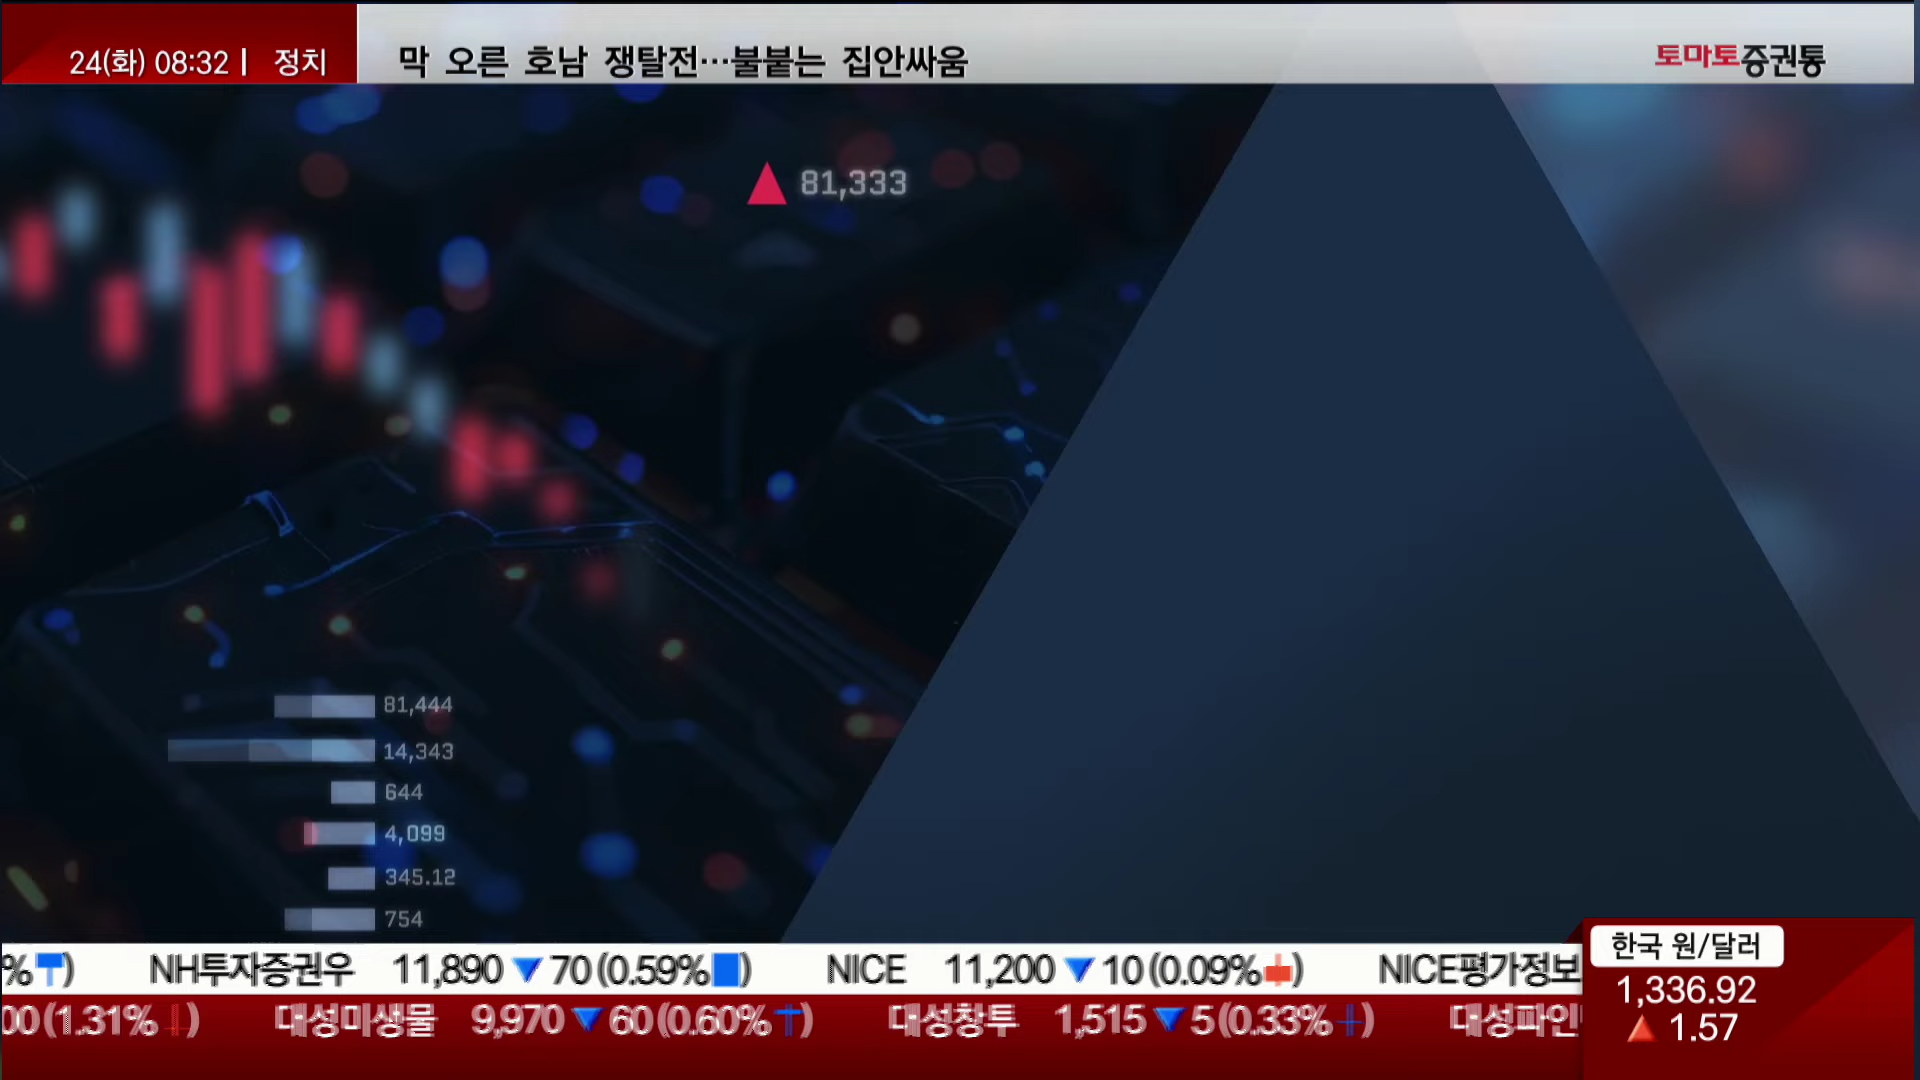 24(화) 08:32 | 정치
막 오른 호남 쟁탈전…불붙는 집안싸움
토마토증권통
▲ 81,333
81,444
14,343
644
4,099
345.12
754
% ) NH투자증권우 11,890 ▼ 70 (0.59% ) NICE 11,200 ▼ 10 (0.09% ) NICE평가정보
00 (1.31% ) 대성미생물 9,970 ▼ 60 (0.60% ) 대성창투 1,515 ▼ 5 (0.33% ) 대성파인
한국 원/달러
1,336.92
▲ 1.57